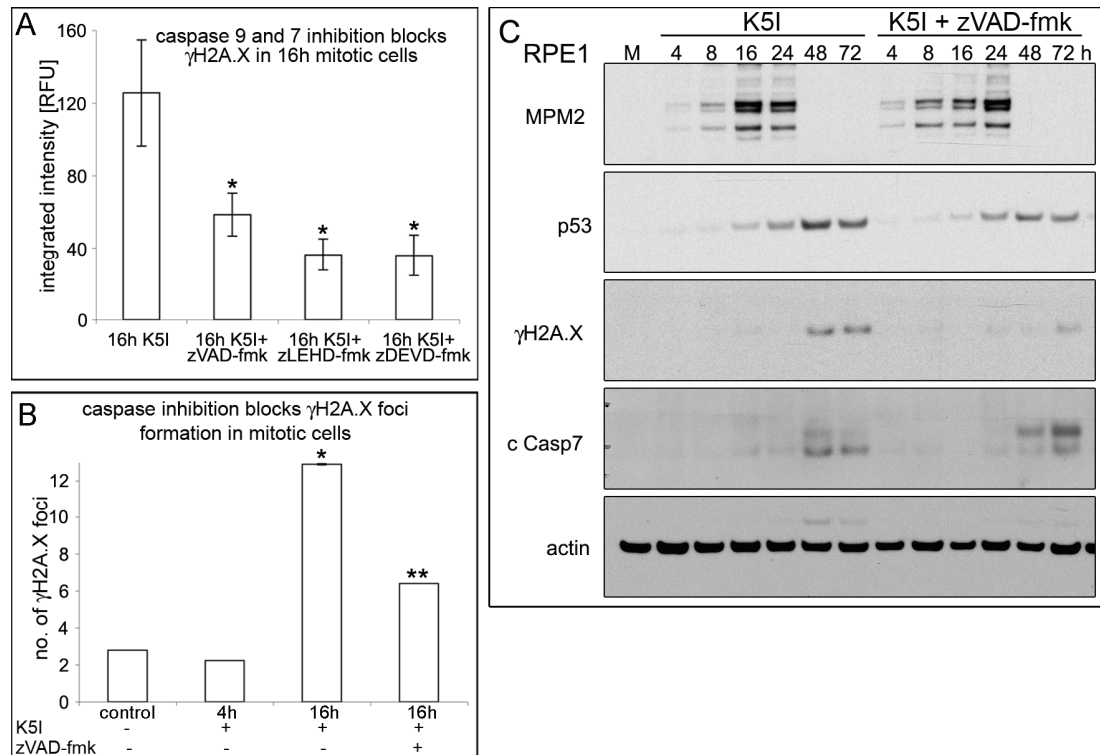 A
caspase 9 and 7 inhibition blocks
γH2A.X in 16h mitotic cells
integrated intensity [RFU]
160
120
80
40
0
*
*
*
16h K5I
16h K5I+
zVAD-fmk
16h K5I+
zLEHD-fmk
16h K5I+
zDEVD-fmk
B
caspase inhibition blocks γH2A.X foci
formation in mitotic cells
no. of γH2A.X foci
12
10
8
6
4
2
0
*
**
control 4h 16h 16h
K5I - + + +
zVAD-fmk - - - +
C
K5I K5I + zVAD-fmk
RPE1 M 4 8 16 24 48 72 4 8 16 24 48 72 h
MPM2
p53
γH2A.X
c Casp7
actin